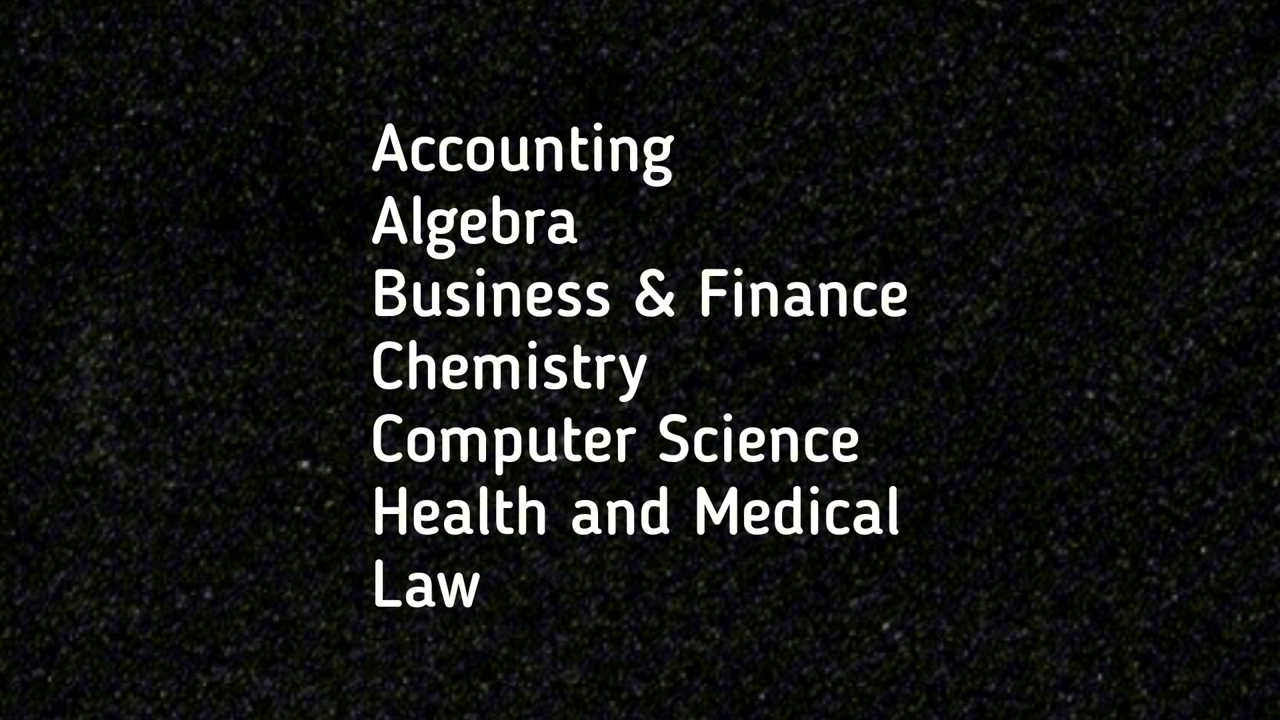 Accounting
Algebra
Business & Finance
Chemistry
Computer Science
Health and Medical
Law